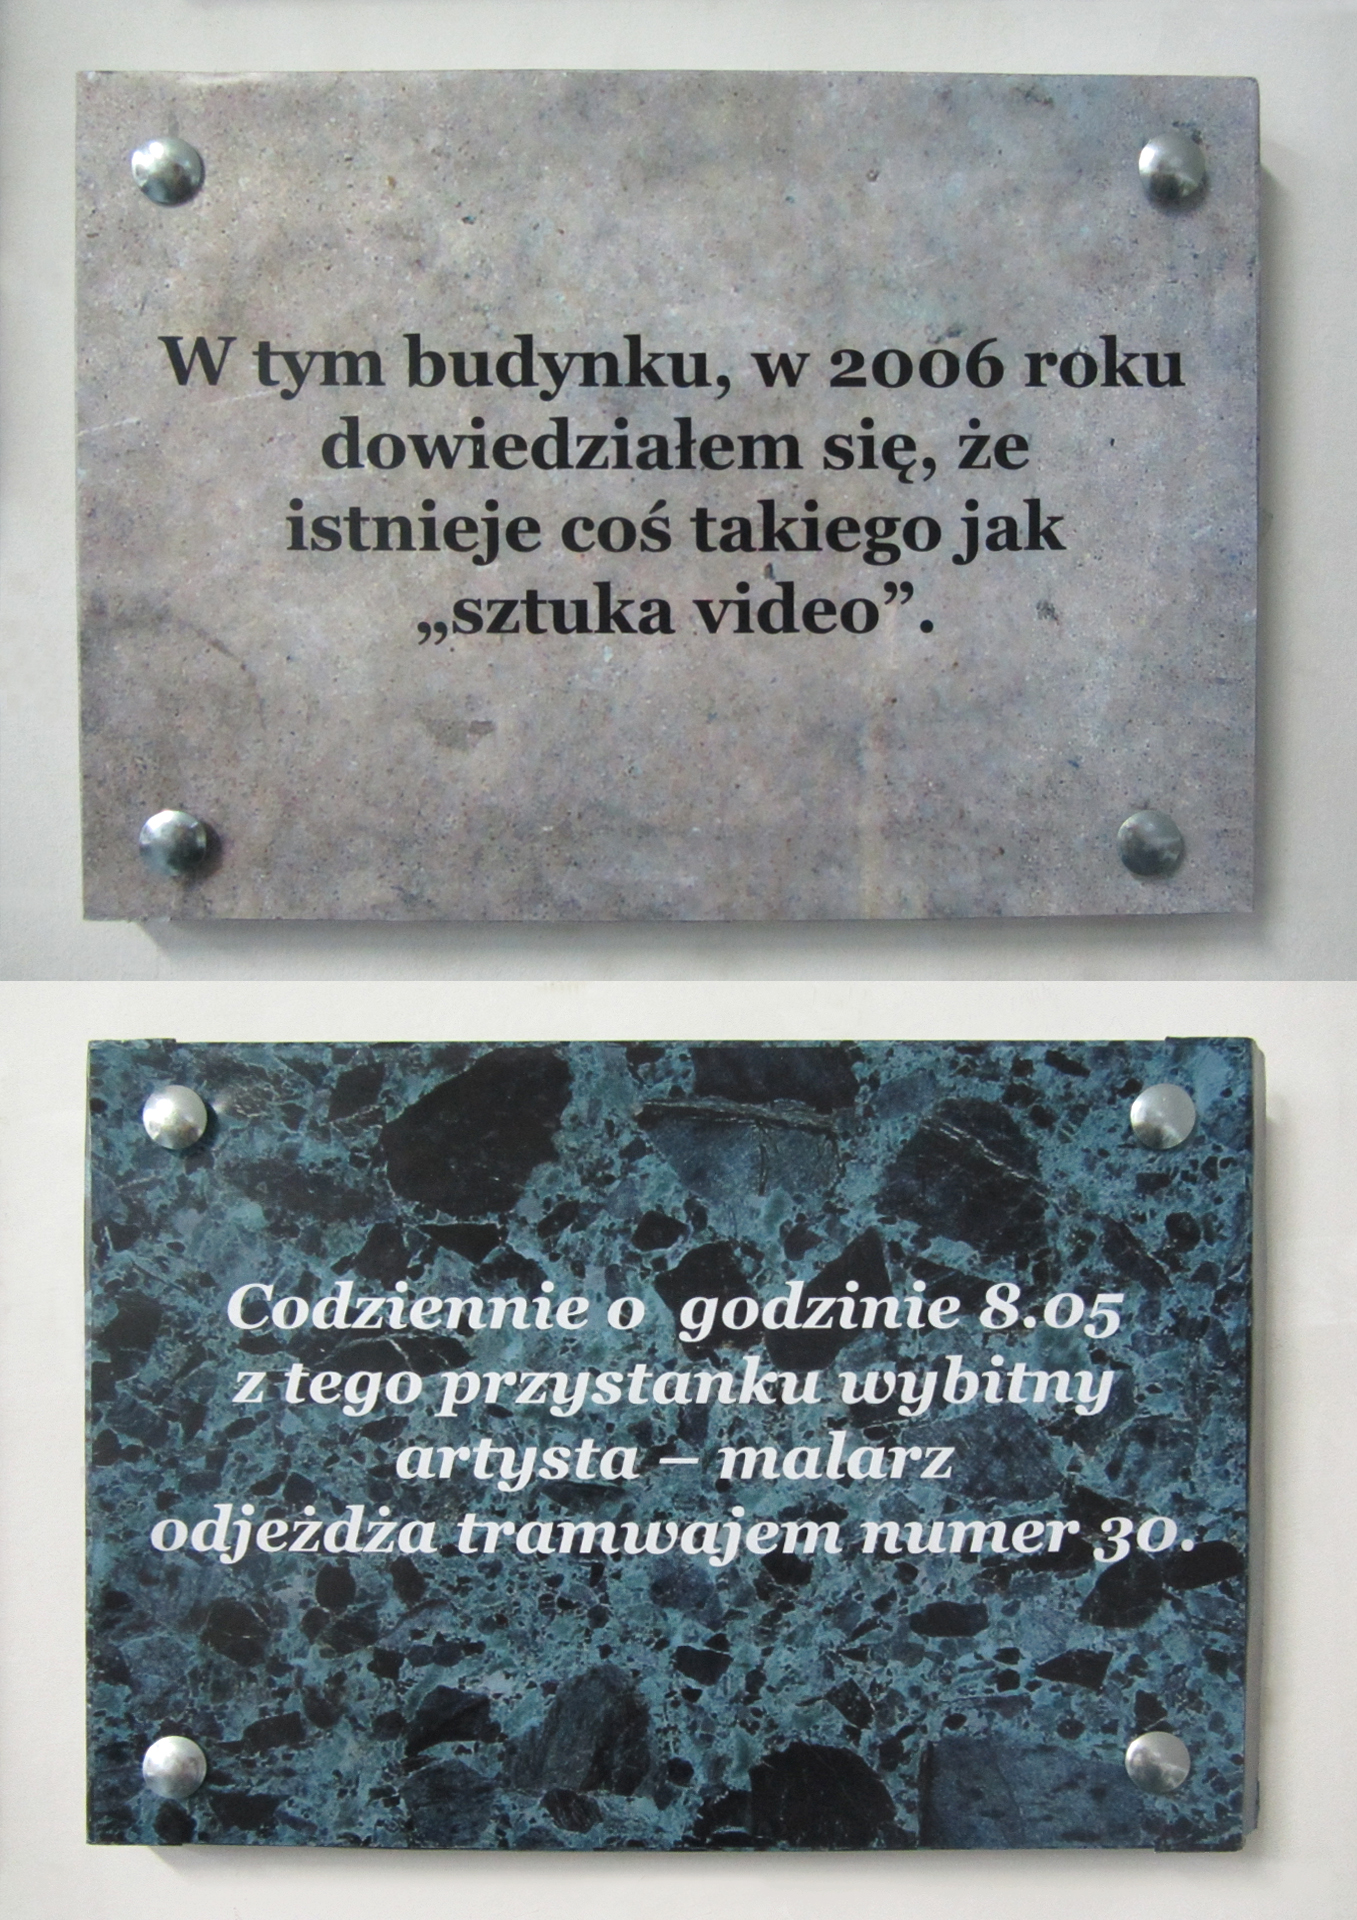 W tym budynku, w 2006 roku
dowiedziałem się, że
istnieje coś takiego jak
„sztuka video”.
Codziennie o godzinie 8.05
z tego przystanku wybitny
artysta – malarz
odjeżdża tramwajem numer 30.